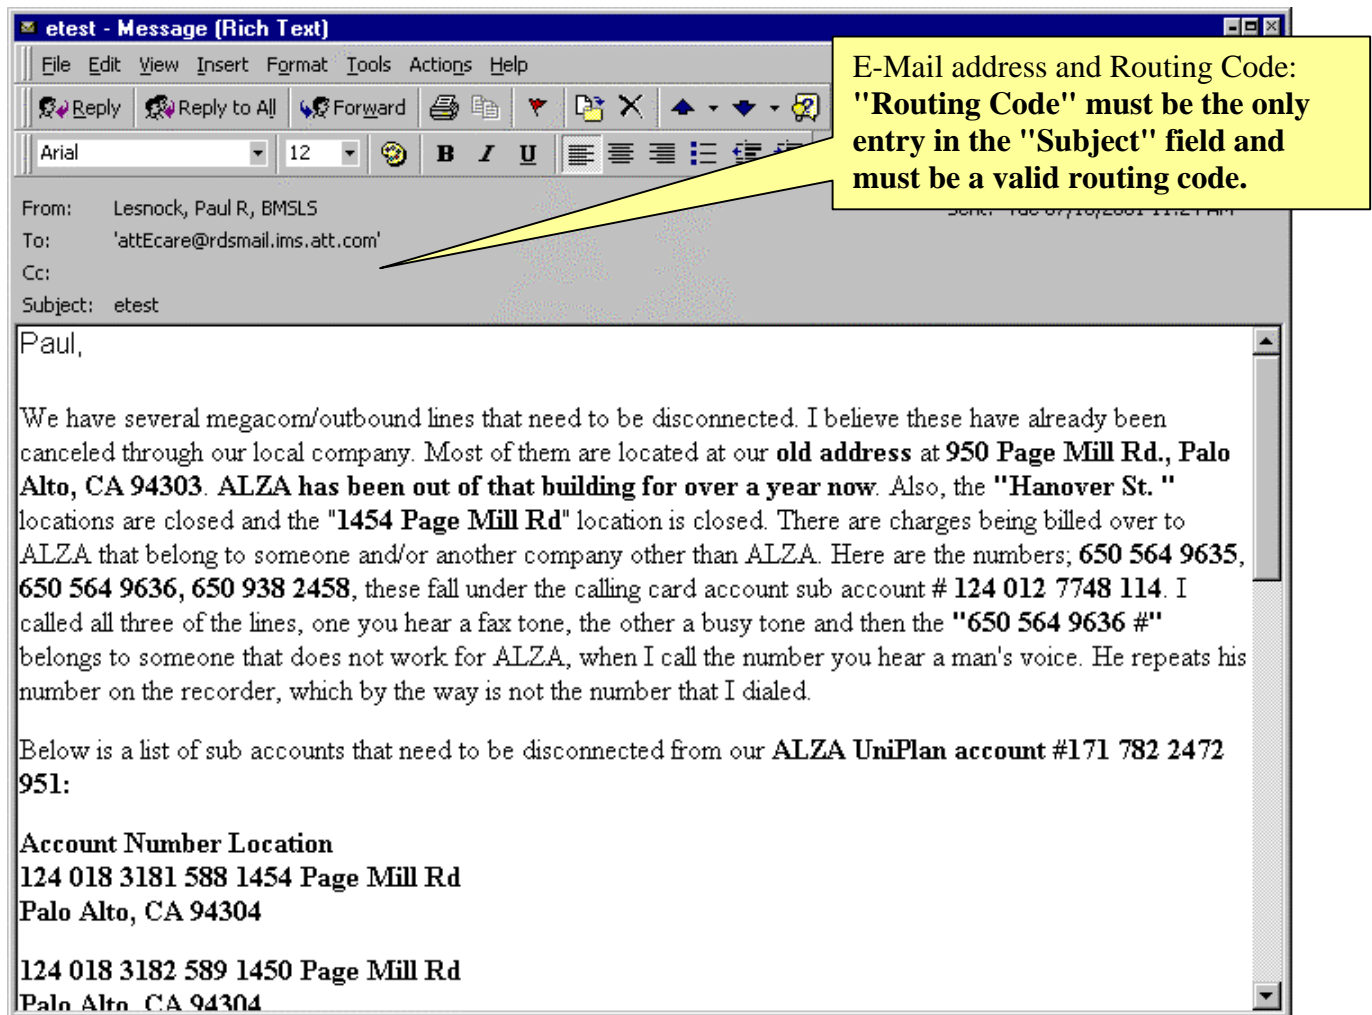 etest - Message (Rich Text)
File Edit View Insert Format Tools Actions Help
Reply Reply to All Forward
Arial 12 B I U
E-Mail address and Routing Code:
"Routing Code" must be the only
entry in the "Subject" field and
must be a valid routing code.
From: Lesnock, Paul R, BMSLS
To: 'attEcare@rdsmail.ims.att.com'
Cc:
Subject: etest
Paul,
We have several megacom/outbound lines that need to be disconnected. I believe these have already been
canceled through our local company. Most of them are located at our old address at 950 Page Mill Rd., Palo
Alto, CA 94303. ALZA has been out of that building for over a year now. Also, the "Hanover St. "
locations are closed and the "1454 Page Mill Rd" location is closed. There are charges being billed over to
ALZA that belong to someone and/or another company other than ALZA. Here are the numbers; 650 564 9635,
650 564 9636, 650 938 2458, these fall under the calling card account sub account # 124 012 7748 114. I
called all three of the lines, one you hear a fax tone, the other a busy tone and then the "650 564 9636 #"
belongs to someone that does not work for ALZA, when I call the number you hear a man's voice. He repeats his
number on the recorder, which by the way is not the number that I dialed.
Below is a list of sub accounts that need to be disconnected from our ALZA UniPlan account #171 782 2472
951:
Account Number Location
124 018 3181 588 1454 Page Mill Rd
Palo Alto, CA 94304
124 018 3182 589 1450 Page Mill Rd
Palo Alto, CA 94304